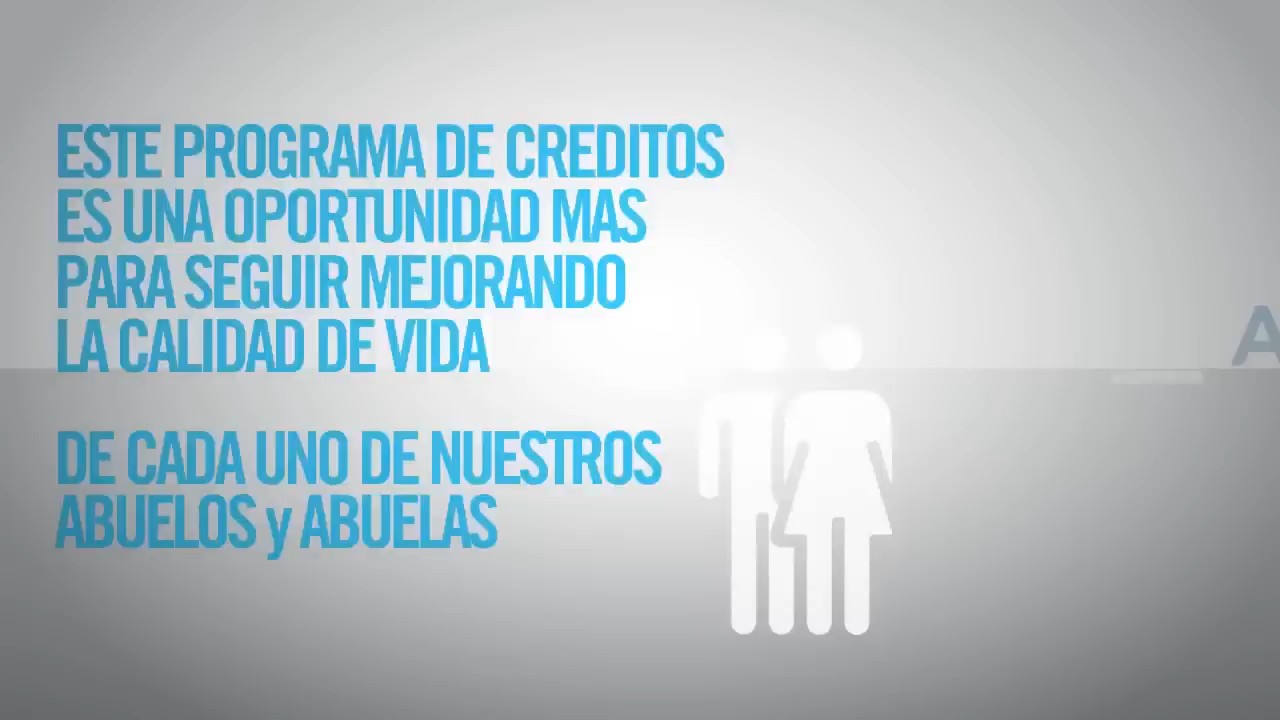 ESTE PROGRAMA DE CREDITOS
ES UNA OPORTUNIDAD MAS
PARA SEGUIR MEJORANDO
LA CALIDAD DE VIDA
DE CADA UNO DE NUESTROS
ABUELOS y ABUELAS